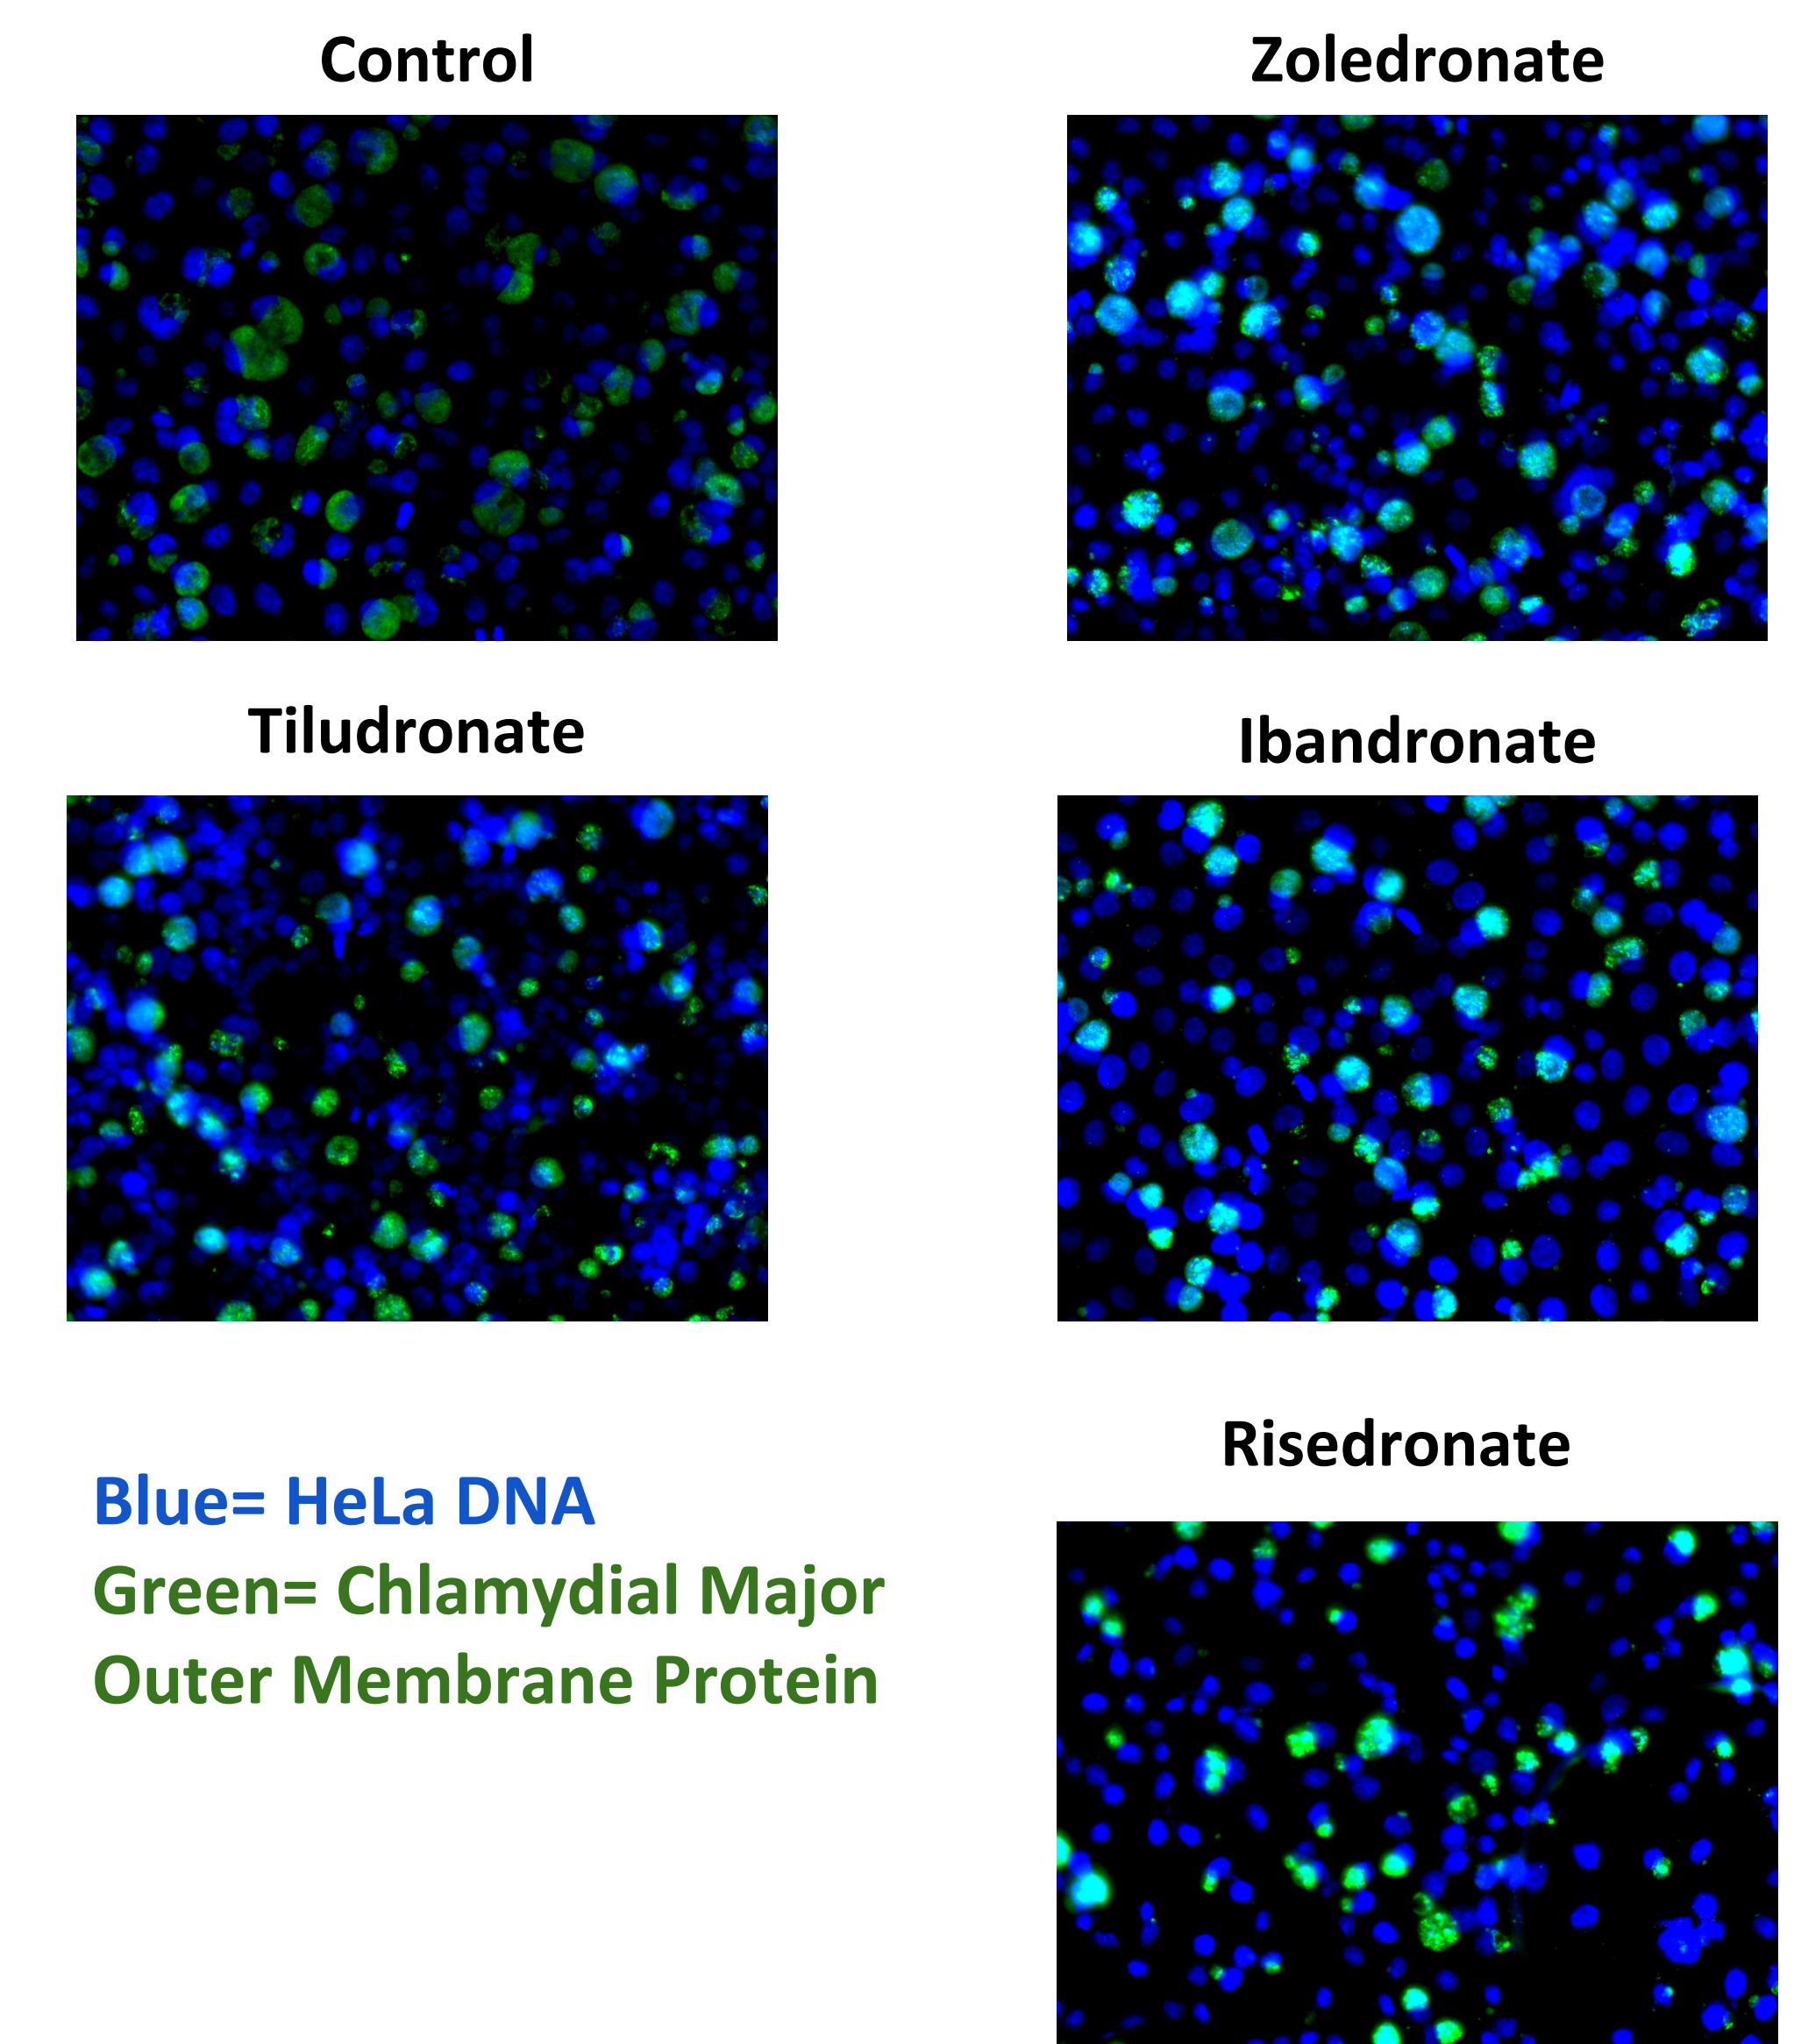 Control
Zoledronate
Tiludronate
Ibandronate
Risedronate
Blue= HeLa DNA
Green= Chlamydial Major
Outer Membrane Protein